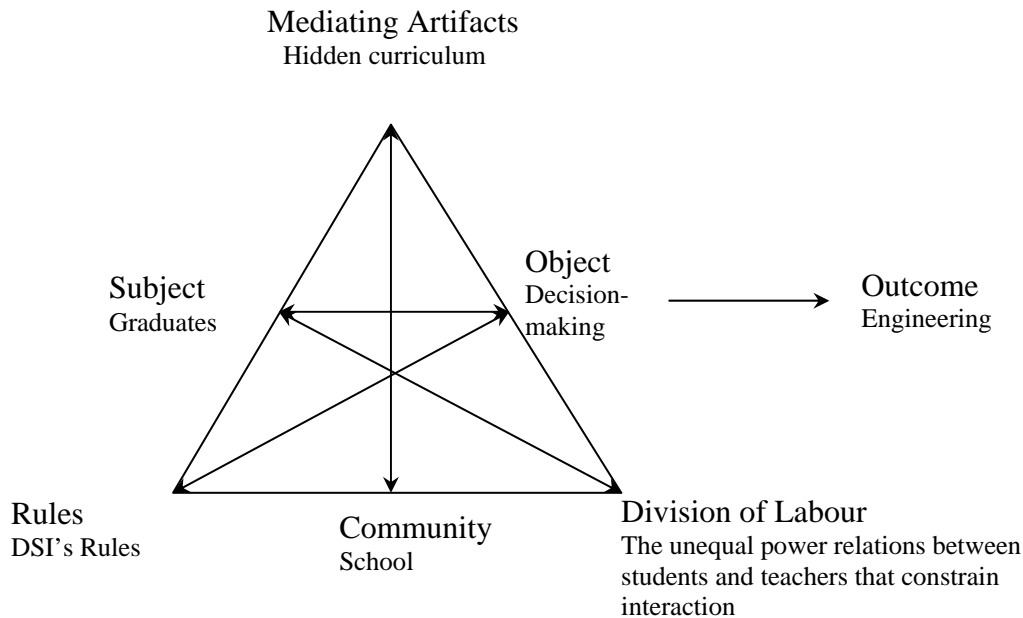 Mediating Artifacts
Hidden curriculum
Subject
Graduates
Object
Decision-
making
Outcome
Engineering
Rules
DSI’s Rules
Community
School
Division of Labour
The unequal power relations between
students and teachers that constrain
interaction